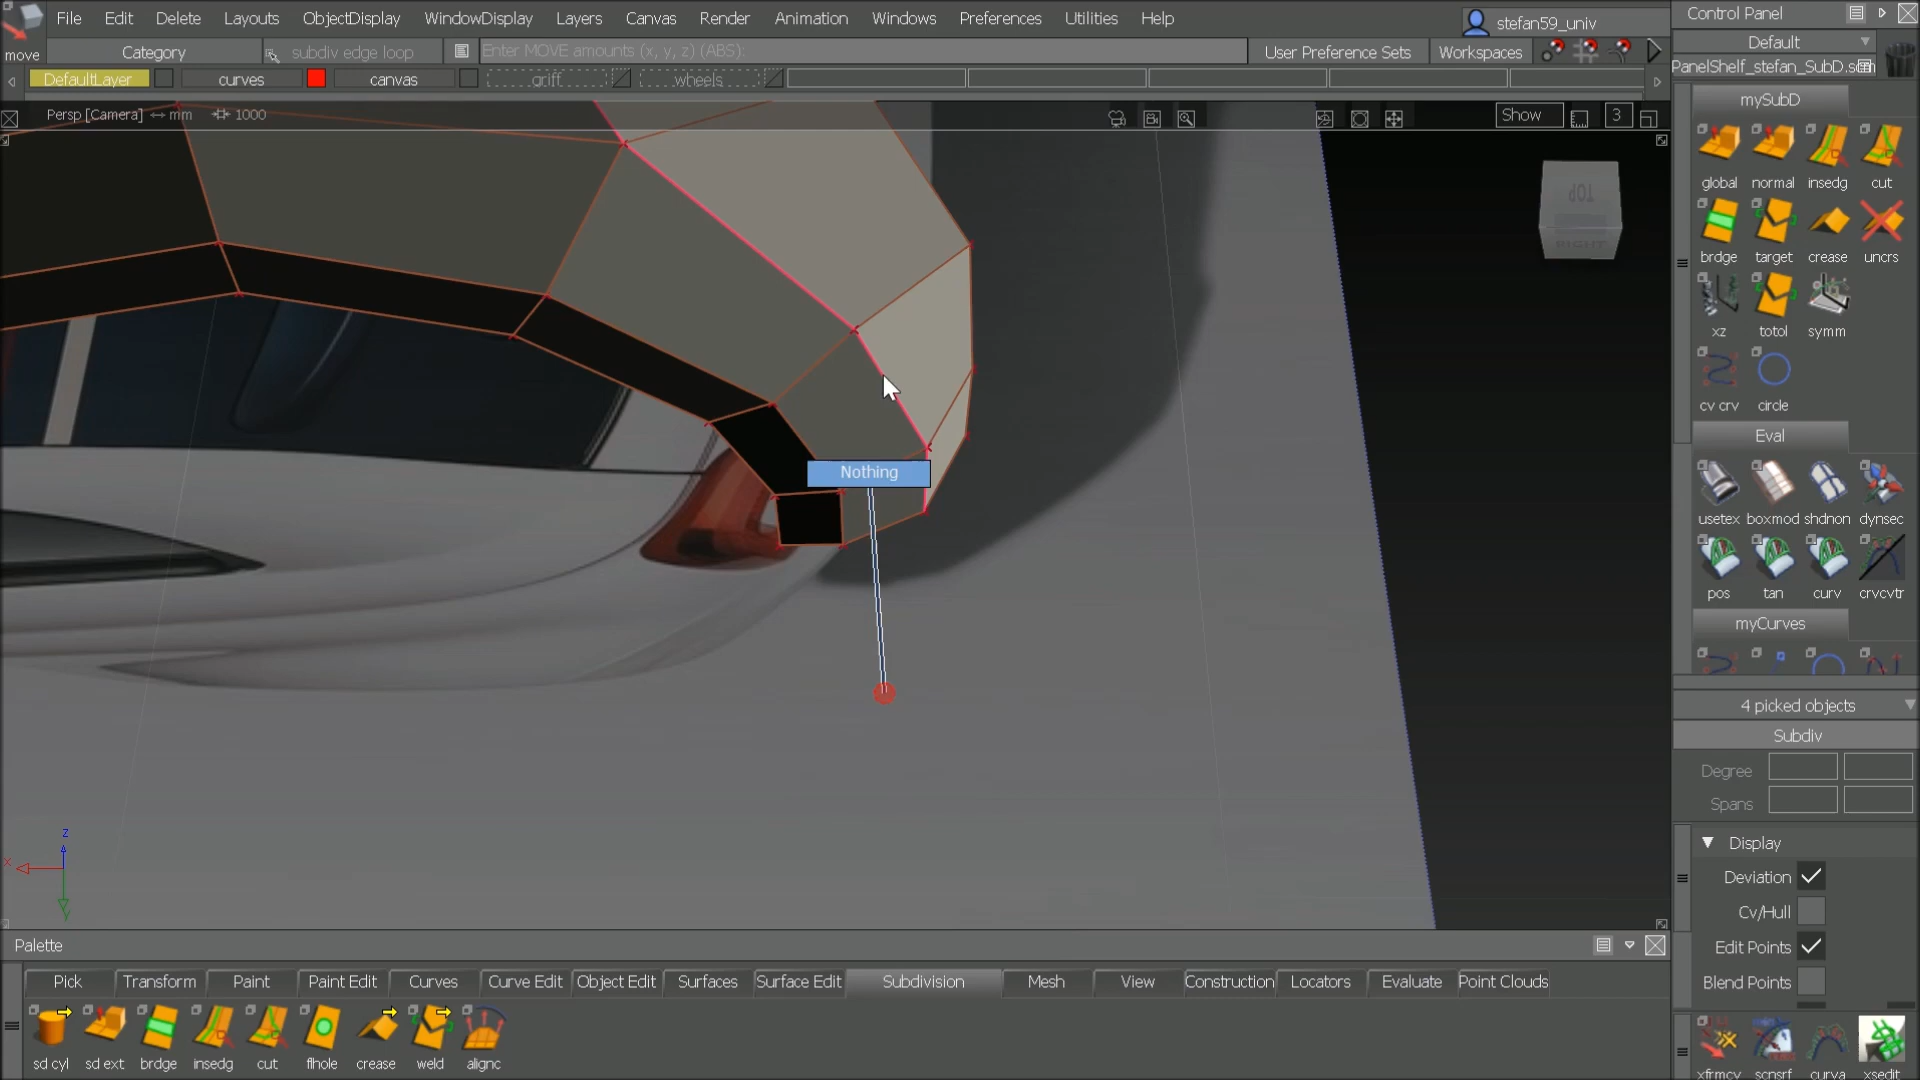 File Edit Delete Layouts ObjectDisplay WindowDisplay Layers Canvas Render Animation Windows Preferences Utilities Help
stefan59_univ
Control Panel
move
Category
subdiv edge loop
Enter MOVE amounts (x, y, z) (ABS):
User Preference Sets
Workspaces
Default
PanelShelf_stefan_SubD.scm
DefaultLayer
curves
canvas
griff
wheels
Persp [Camera] mm 1000
Show
3
TOP
RIGHT
mySubD
global normal insedg cut
brdge target crease uncrs
xz totol symm
cv crv circle
Eval
usetex boxmod shdnon dynsec
pos tan curv crvcvtr
myCurves
Nothing
4 picked objects
Subdiv
Degree
Spans
Display
Deviation
Cv/Hull
Edit Points
Blend Points
x z y
Palette
Pick Transform Paint Paint Edit Curves Curve Edit Object Edit Surfaces Surface Edit Subdivision Mesh View Construction Locators Evaluate Point Clouds
sd cyl sd ext brdge insedg cut flhole crease weld alignc
xfrmcv scnsrf curva xsedit